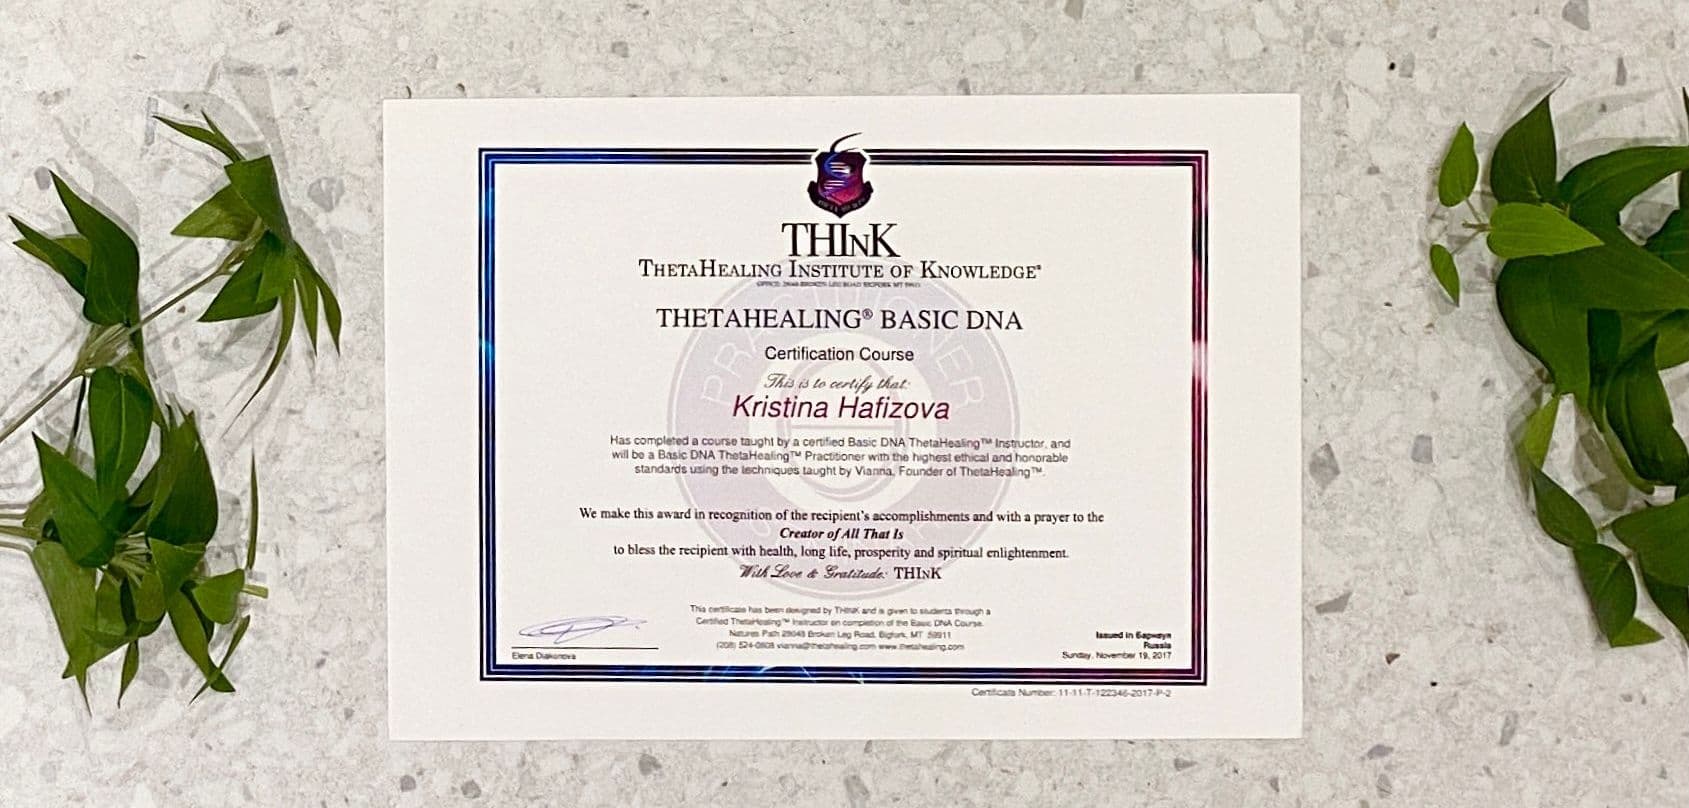 THInK
ThetaHealing Institute of Knowledge®
THETAHEALING® BASIC DNA
Certification Course
This is to certify that:
Kristina Hafizova
Has completed a course taught by a certified Basic DNA ThetaHealing™ Instructor, and
will be a Basic DNA ThetaHealing™ Practitioner with the highest ethical and honorable
standards using the techniques taught by Vianna, Founder of ThetaHealing™.
We make this award in recognition of the recipient's accomplishments and with a prayer to the
Creator of All That Is
to bless the recipient with health, long life, prosperity and spiritual enlightenment.
With Love & Gratitude: THInK
This certificate has been designed by THInK and is given to students through a
Certified ThetaHealing™ Instructor on completion of the Basic DNA Course.
Natures Path 29048 Broken Leg Road, Bigfork, MT 59911
(208) 524-0808 vianna@thetahealing.com www.thetahealing.com
Elena Diakonova
Issued in Барнаул
Russia
Sunday, November 19, 2017
Certificate Number: 11-11-T-122346-2017-P-2
PRACTITIONER